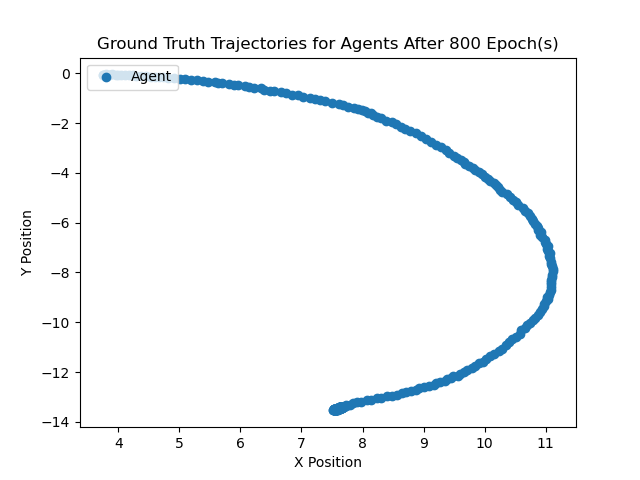 Ground Truth Trajectories for Agents After 800 Epoch(s)
Agent
0
−2
−4
−6
−8
−10
−12
−14
Y Position
4 5 6 7 8 9 10 11
X Position